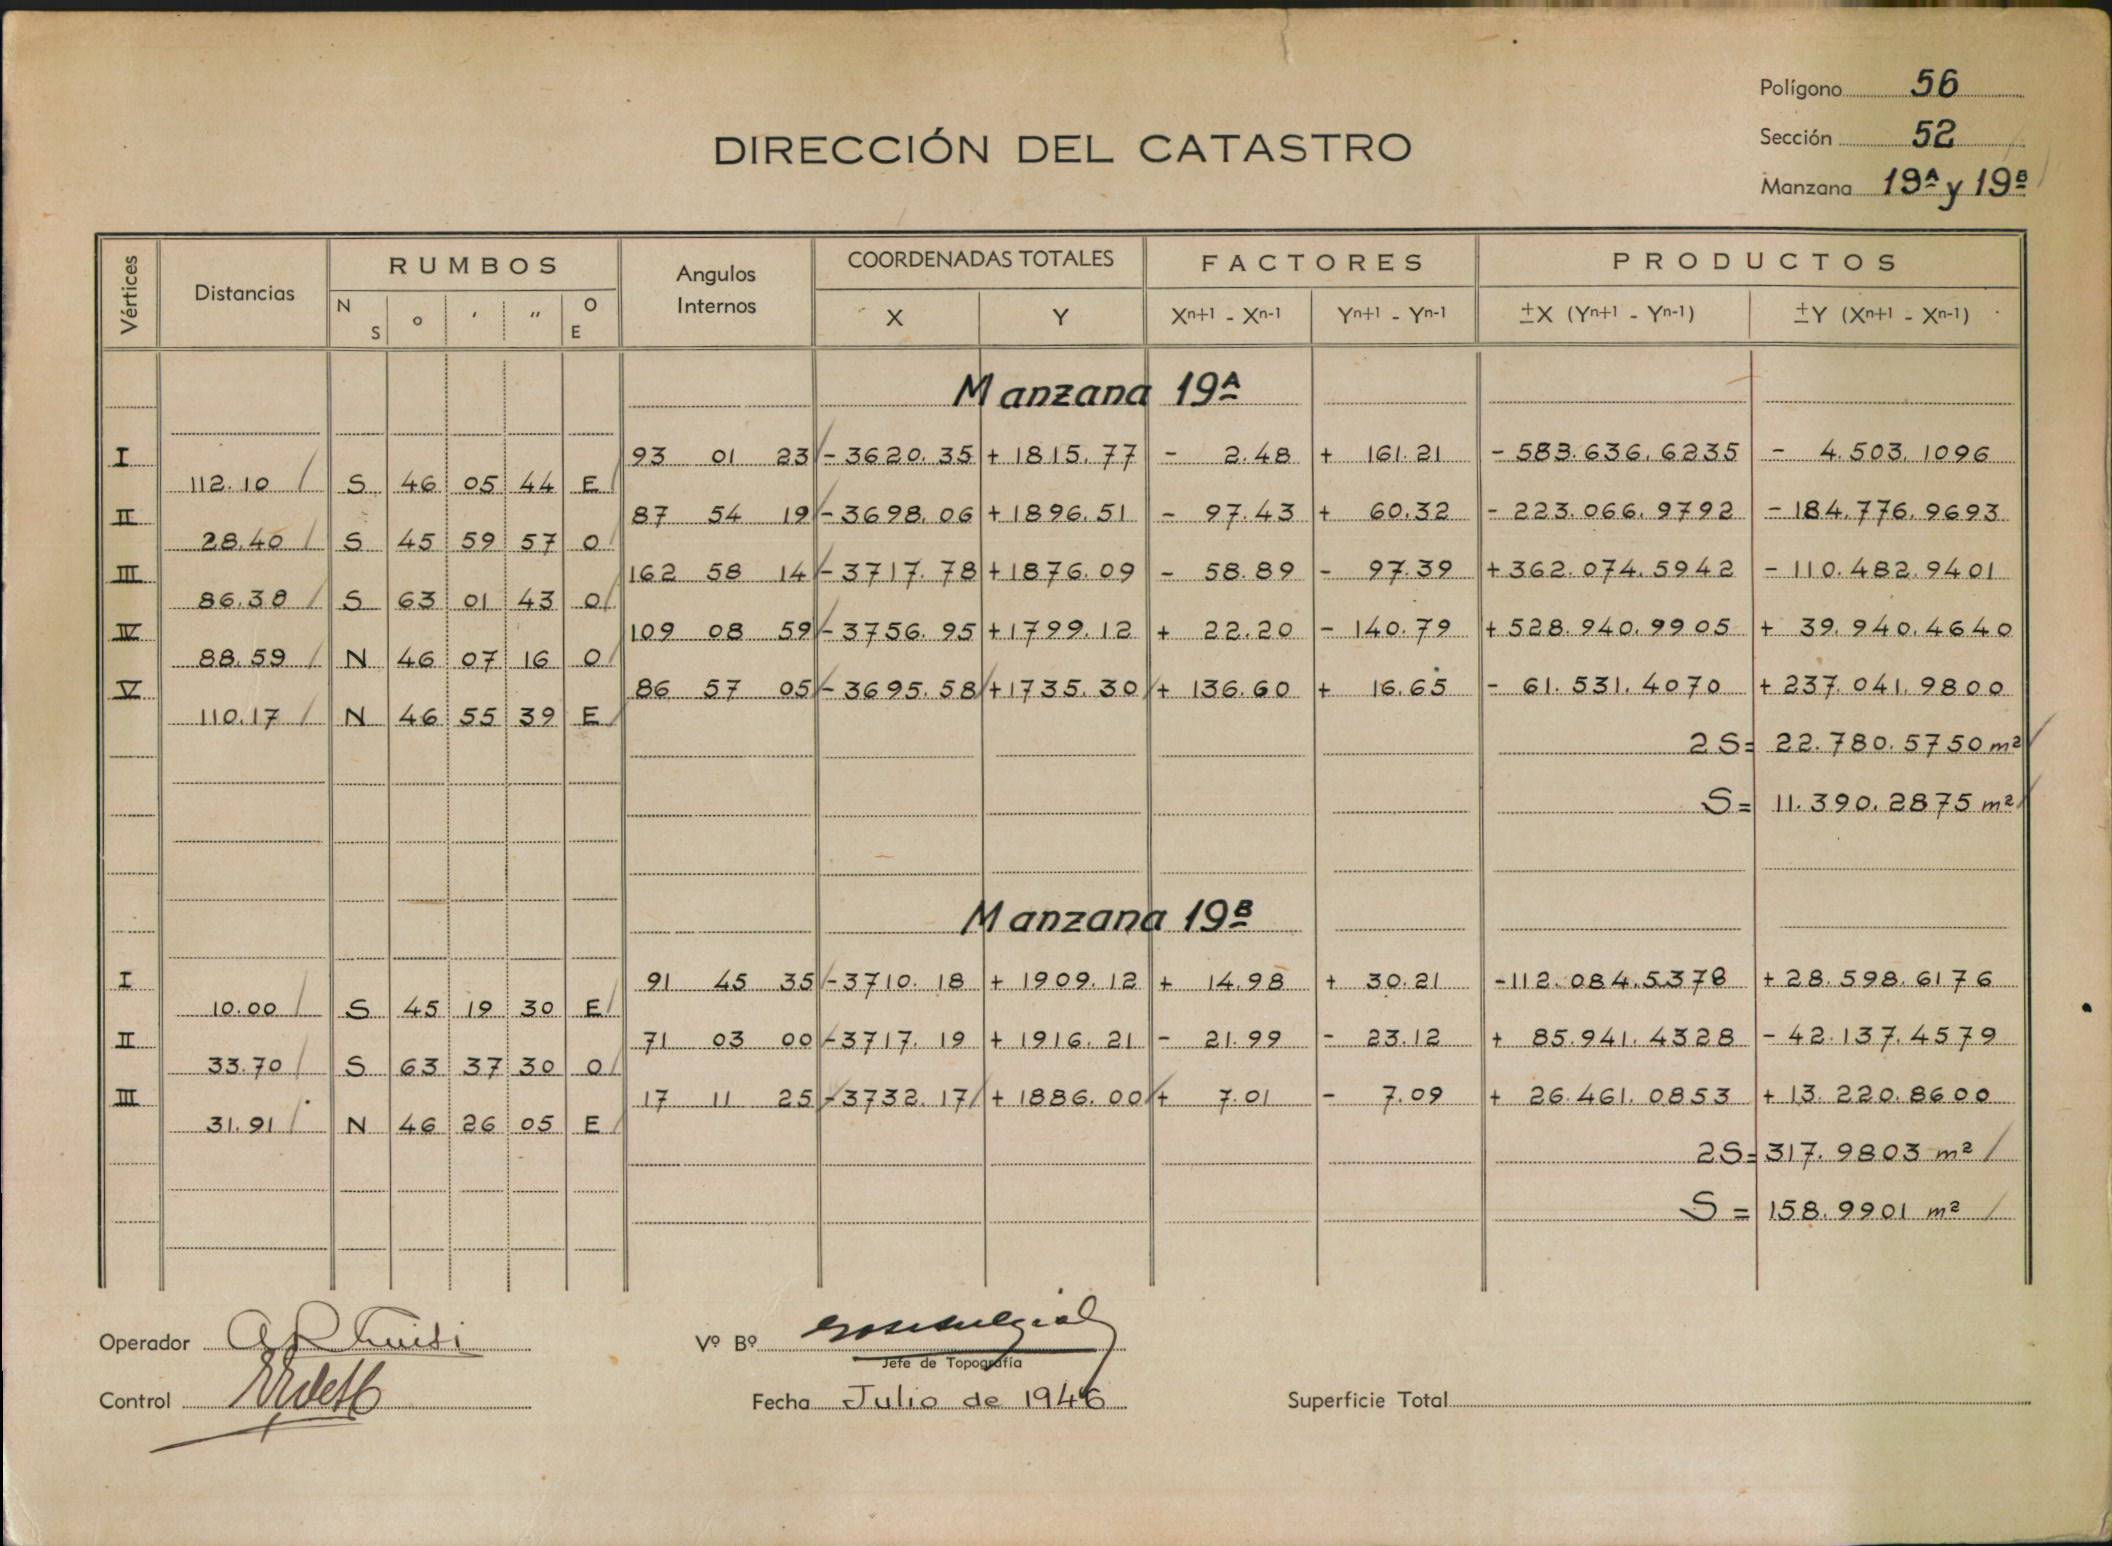 Polígono 56
DIRECCIÓN DEL CATASTRO
Sección 52
Manzana 19ᴬ y 19ᴮ
Vértices Distancias RUMBOS Angulos Internos COORDENADAS TOTALES FACTORES PRODUCTOS
N S ° ' " O E X Y Xⁿ⁺¹ - Xⁿ⁻¹ Yⁿ⁺¹ - Yⁿ⁻¹ ±X (Yⁿ⁺¹ - Yⁿ⁻¹) ±Y (Xⁿ⁺¹ - Xⁿ⁻¹)
Manzana 19ᴬ
I 93 01 23 - 3620.35 + 1815.77 - 2.48 + 161.21 - 583.636.6235 - 4.503.1096
112.10 S 46 05 44 E
II 87 54 19 - 3698.06 + 1896.51 - 97.43 + 60.32 - 223.066.9792 - 184.776.9693
28.40 S 45 59 57 O
III 162 58 14 - 3717.78 + 1876.09 - 58.89 - 97.39 + 362.074.5942 - 110.482.9401
86.38 S 63 01 43 O
IV 109 08 59 - 3756.95 + 1799.12 + 22.20 - 140.79 + 528.940.9905 + 39.940.4640
88.59 N 46 07 16 O
V 86 57 05 - 3695.58 + 1735.30 + 136.60 + 16.65 - 61.531.4070 + 237.041.9800
110.17 N 46 55 39 E
2S= 22.780.5750 m²
S= 11.390.2875 m²
Manzana 19ᴮ
I 91 45 35 - 3710.18 + 1909.12 + 14.98 + 30.21 - 112.084.5378 + 28.598.6176
10.00 S 45 19 30 E
II 71 03 00 - 3717.19 + 1916.21 - 21.99 - 23.12 + 85.941.4328 - 42.137.4579
33.70 S 63 37 30 O
III 17 11 25 - 3732.17 + 1886.00 + 7.01 - 7.09 + 26.461.0853 + 13.220.8600
31.91 N 46 26 05 E
2S= 317.9803 m²
S = 158.9901 m²
Operador Vº Bº
Jefe de Topografía
Control Fecha Julio de 1946 Superficie Total